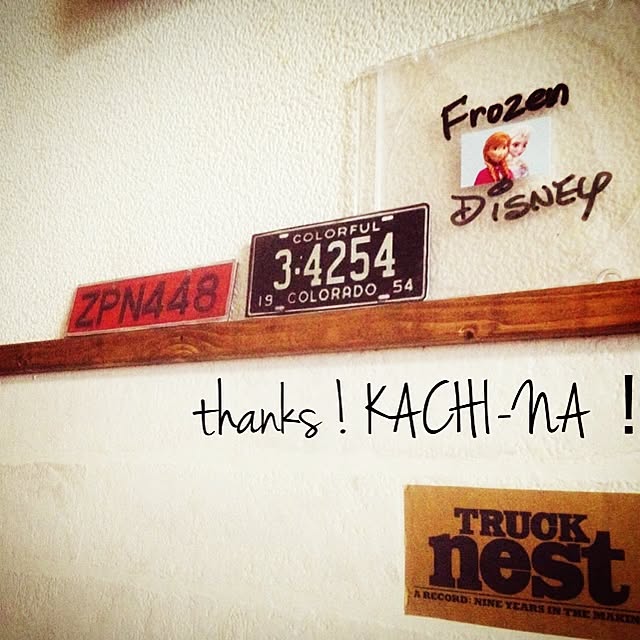 Frozen
DISNEY
COLORFUL
3·4254
19 COLORADO 54
ZPN448
thanks! KACHI-NA !
TRUCK
nest
A RECORD: NINE YEARS IN THE MAKIN